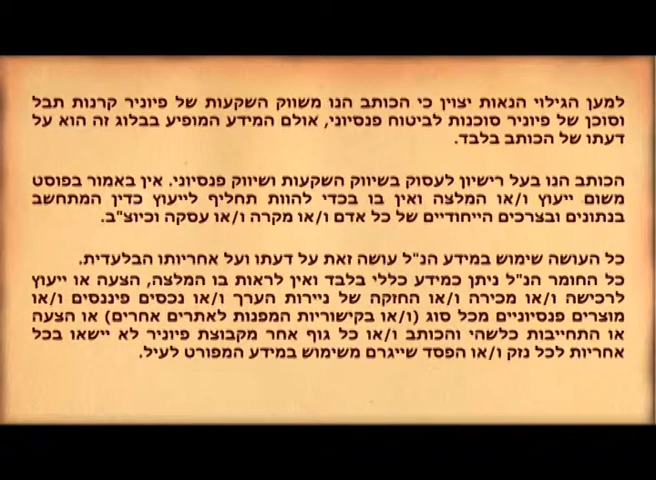 למען הגילוי הנאות יצוין כי הכותב הנו משווק השקעות של פיוניר קרנות תבל
וסוכן של פיוניר סוכנות לביטוח פנסיוני, אולם המידע המופיע בבלוג זה הוא על
דעתו של הכותב בלבד.
הכותב הנו בעל רישיון לעסוק בשיווק השקעות ושיווק פנסיוני. אין באמור בפוסט
משום ייעוץ ו/או המלצה ואין בו בכדי להוות תחליף לייעוץ כדין המתחשב
בנתונים ובצרכים הייחודיים של כל אדם ו/או מקרה ו/או עסקה וכיוצ"ב.
כל העושה שימוש במידע הנ"ל עושה זאת על דעתו ועל אחריותו הבלעדית.
כל החומר הנ"ל ניתן כמידע כללי בלבד ואין לראות בו המלצה, הצעה או ייעוץ
לרכישה ו/או מכירה ו/או החזקה של ניירות הערך ו/או נכסים פיננסים ו/או
מוצרים פנסיוניים מכל סוג (ו/או בקישוריות המפנות לאתרים אחרים) או הצעה
או התחייבות כלשהי והכותב ו/או כל גוף אחר מקבוצת פיוניר לא יישאו בכל
אחריות לכל נזק ו/או הפסד שייגרם משימוש במידע המפורט לעיל.